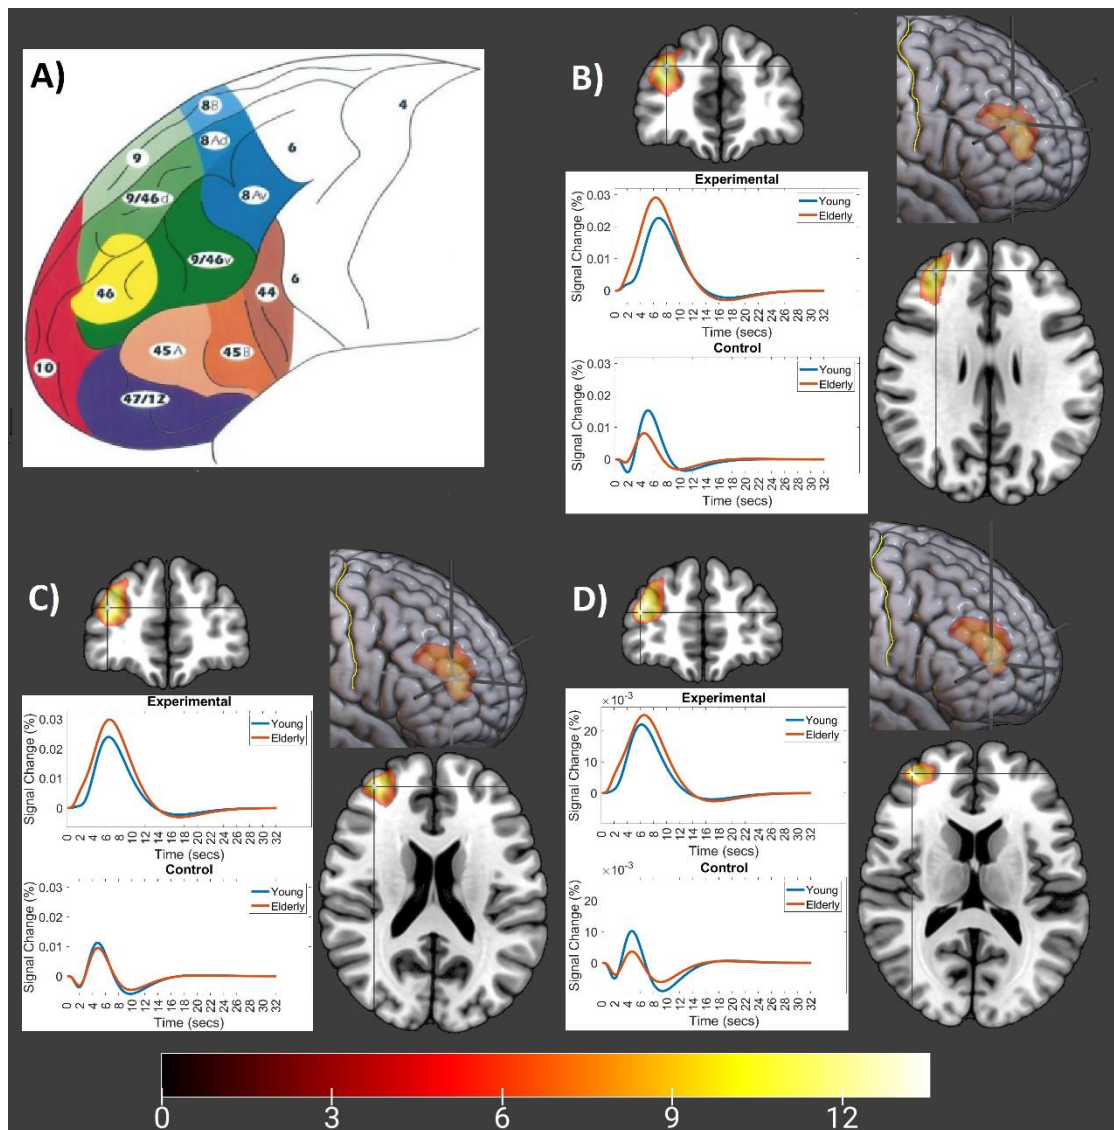 A)
8B
8Ad
4
6
9
9/46d
8Av
9/46v
6
46
44
45A
45B
10
47/12
B)
Experimental
Signal Change (%)
0.03
0.02
0.01
0
Young
Elderly
0 2 4 6 8 10 12 14 16 18 20 22 24 26 28 30 32
Time (secs)
Control
Signal Change (%)
0.03
0.02
0.01
0
Young
Elderly
0 2 4 6 8 10 12 14 16 18 20 22 24 26 28 30 32
Time (secs)
C)
Experimental
Signal Change (%)
0.03
0.02
0.01
0
Young
Elderly
0 2 4 6 8 10 12 14 16 18 20 22 24 26 28 30 32
Time (secs)
Control
Signal Change (%)
0.03
0.02
0.01
0
Young
Elderly
0 2 4 6 8 10 12 14 16 18 20 22 24 26 28 30 32
Time (secs)
D)
Experimental
×10⁻³
Signal Change (%)
20
10
0
Young
Elderly
0 2 4 6 8 10 12 14 16 18 20 22 24 26 28 30 32
Time (secs)
Control
×10⁻³
Signal Change (%)
20
10
0
Young
Elderly
0 2 4 6 8 10 12 14 16 18 20 22 24 26 28 30 32
Time (secs)
0 3 6 9 12